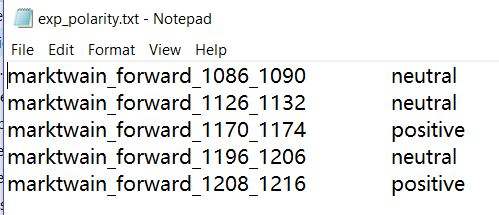 exp_polarity.txt - Notepad
File Edit Format View Help
marktwain_forward_1086_1090 neutral
marktwain_forward_1126_1132 neutral
marktwain_forward_1170_1174 positive
marktwain_forward_1196_1206 neutral
marktwain_forward_1208_1216 positive